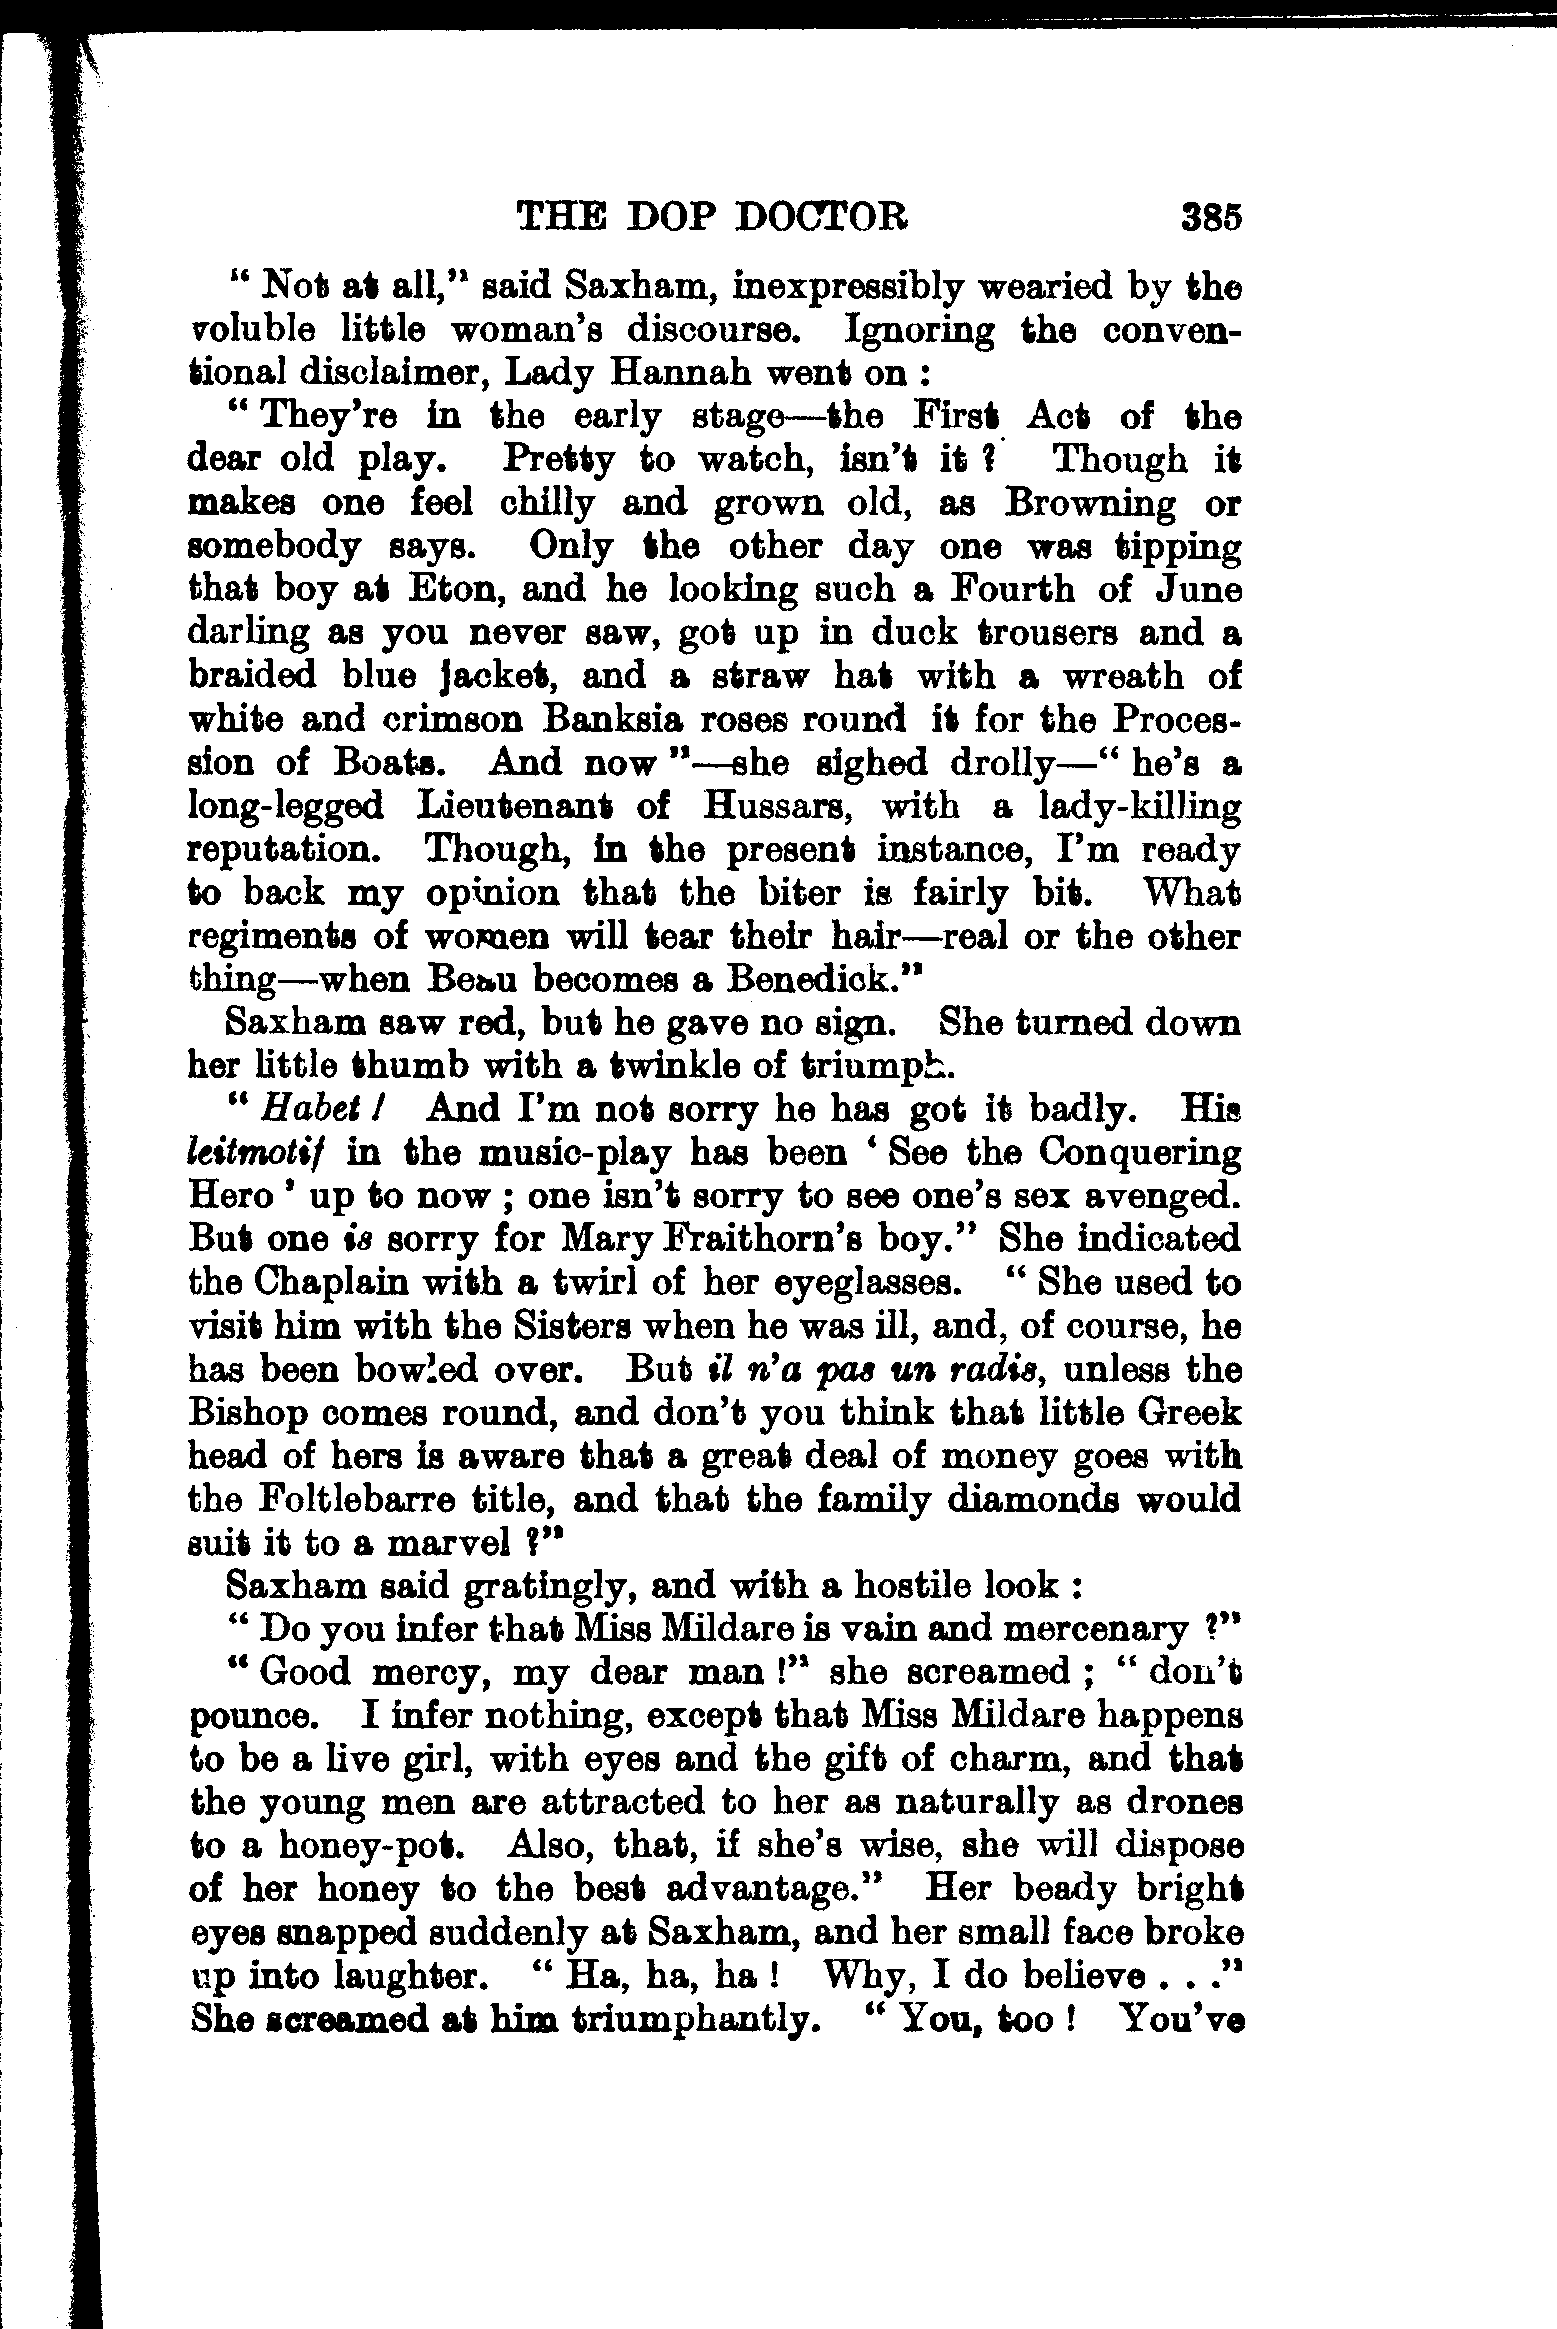 THE DOP DOCTOR 385
" Not at all," said Saxham, inexpressibly wearied by the
voluble little woman's discourse. Ignoring the conven-
tional disclaimer, Lady Hannah went on :
" They're in the early stage—the First Act of the
dear old play. Pretty to watch, isn't it ? Though it
makes one feel chilly and grown old, as Browning or
somebody says. Only the other day one was tipping
that boy at Eton, and he looking such a Fourth of June
darling as you never saw, got up in duck trousers and a
braided blue jacket, and a straw hat with a wreath of
white and crimson Banksia roses round it for the Proces-
sion of Boats. And now "—she sighed drolly—" he's a
long-legged Lieutenant of Hussars, with a lady-killing
reputation. Though, in the present instance, I'm ready
to back my opinion that the biter is fairly bit. What
regiments of women will tear their hair—real or the other
thing—when Beau becomes a Benedick."
Saxham saw red, but he gave no sign. She turned down
her little thumb with a twinkle of triumph.
" Habet ! And I'm not sorry he has got it badly. His
leitmotif in the music-play has been ' See the Conquering
Hero ' up to now ; one isn't sorry to see one's sex avenged.
But one is sorry for Mary Fraithorn's boy." She indicated
the Chaplain with a twirl of her eyeglasses. " She used to
visit him with the Sisters when he was ill, and, of course, he
has been bowled over. But il n'a pas un radis, unless the
Bishop comes round, and don't you think that little Greek
head of hers is aware that a great deal of money goes with
the Foltlebarre title, and that the family diamonds would
suit it to a marvel ?"
Saxham said gratingly, and with a hostile look :
" Do you infer that Miss Mildare is vain and mercenary ?"
" Good mercy, my dear man !" she screamed ; " don't
pounce. I infer nothing, except that Miss Mildare happens
to be a live girl, with eyes and the gift of charm, and that
the young men are attracted to her as naturally as drones
to a honey-pot. Also, that, if she's wise, she will dispose
of her honey to the best advantage." Her beady bright
eyes snapped suddenly at Saxham, and her small face broke
up into laughter. " Ha, ha, ha ! Why, I do believe . . ."
She screamed at him triumphantly. " You, too ! You've